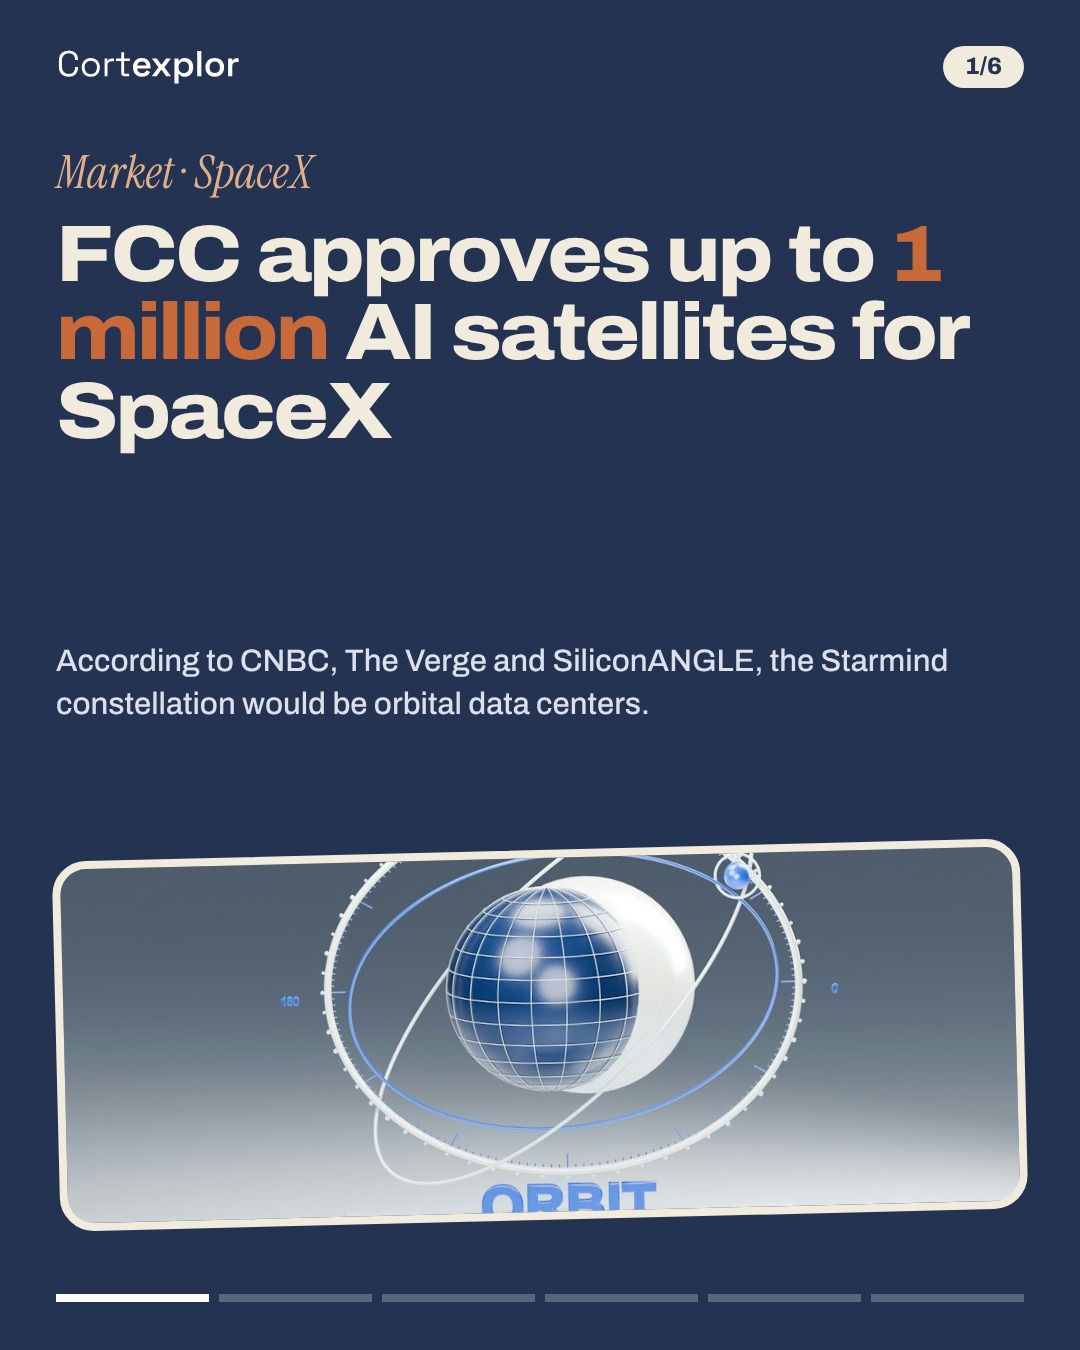 Cortexplor
1/6
Market · SpaceX
FCC approves up to 1
million AI satellites for
SpaceX
According to CNBC, The Verge and SiliconANGLE, the Starmind
constellation would be orbital data centers.
180
0
ORBIT